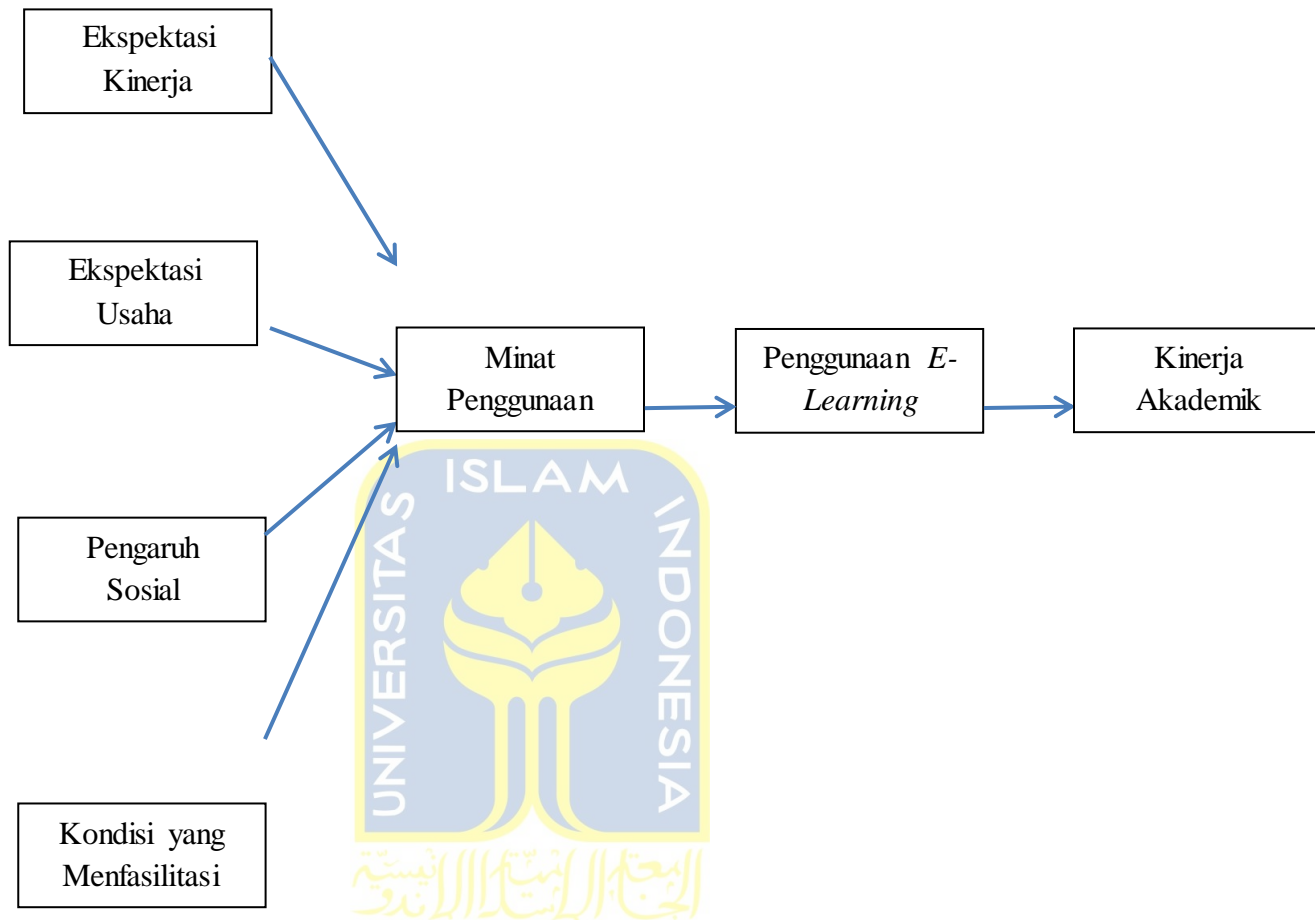 Ekspektasi
Kinerja
Ekspektasi
Usaha
Minat
Penggunaan
Penggunaan E-
Learning
Kinerja
Akademik
UNIVERSITAS
ISLAM
INDONESIA
Pengaruh
Sosial
Kondisi yang
Menfasilitasi